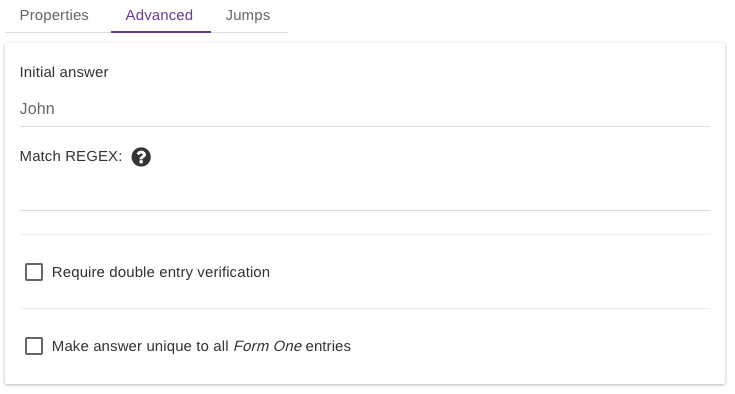 Properties Advanced Jumps
Initial answer
John
Match REGEX: ?
Require double entry verification
Make answer unique to all Form One entries